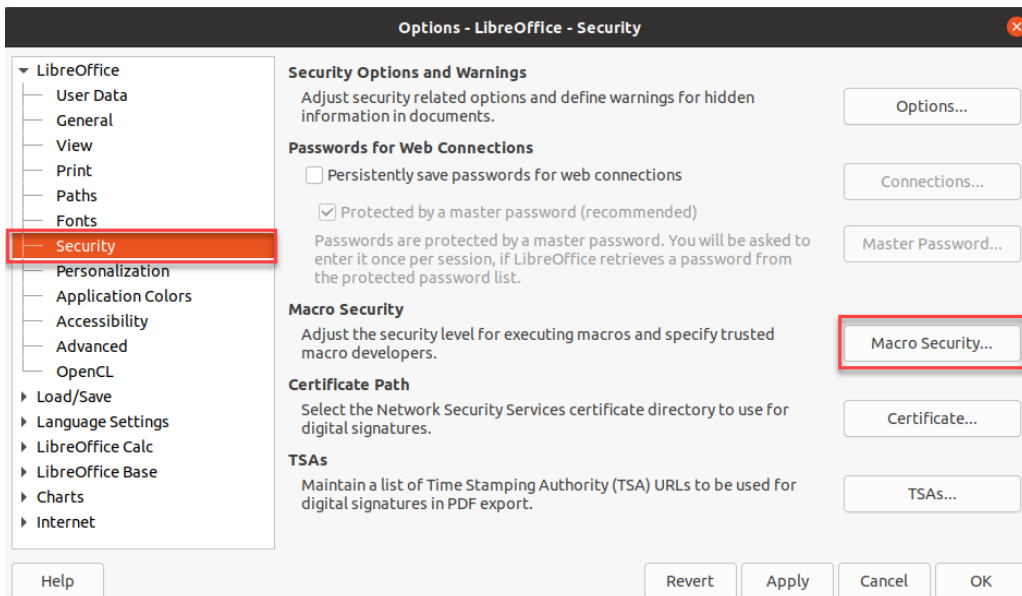 Options - LibreOffice - Security
LibreOffice
User Data
General
View
Print
Paths
Fonts
Security
Personalization
Application Colors
Accessibility
Advanced
OpenCL
Load/Save
Language Settings
LibreOffice Calc
LibreOffice Base
Charts
Internet
Security Options and Warnings
Adjust security related options and define warnings for hidden
information in documents.
Options...
Passwords for Web Connections
Persistently save passwords for web connections
Connections...
Protected by a master password (recommended)
Passwords are protected by a master password. You will be asked to
enter it once per session, if LibreOffice retrieves a password from
the protected password list.
Master Password...
Macro Security
Adjust the security level for executing macros and specify trusted
macro developers.
Macro Security...
Certificate Path
Select the Network Security Services certificate directory to use for
digital signatures.
Certificate...
TSAs
Maintain a list of Time Stamping Authority (TSA) URLs to be used for
digital signatures in PDF export.
TSAs...
Help
Revert
Apply
Cancel
OK